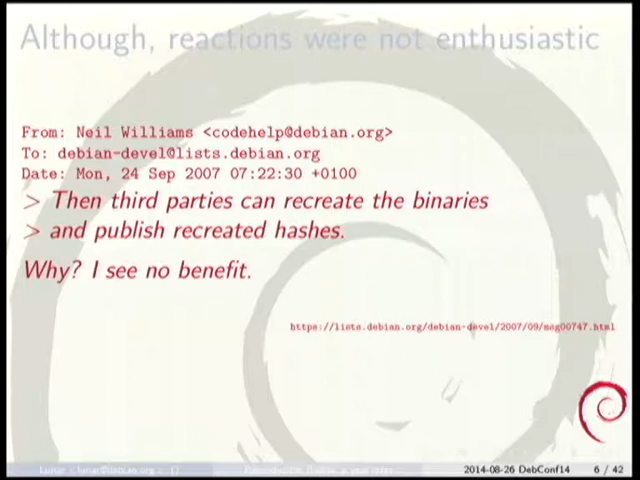 Although, reactions were not enthusiastic
From: Neil Williams <codehelp@debian.org>
To: debian-devel@lists.debian.org
Date: Mon, 24 Sep 2007 07:22:30 +0100
> Then third parties can recreate the binaries
> and publish recreated hashes.
Why? I see no benefit.
https://lists.debian.org/debian-devel/2007/09/msg00747.html
2014-08-26 DebConf14 6 / 42